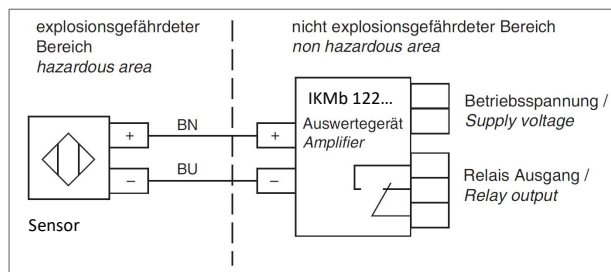 explosionsgefährdeter
Bereich
hazardous area
nicht explosionsgefährdeter Bereich
non hazardous area
IKMb 122...
Auswertegerät
Amplifier
+
BN
+
−
BU
−
Sensor
Betriebsspannung /
Supply voltage
Relais Ausgang /
Relay output